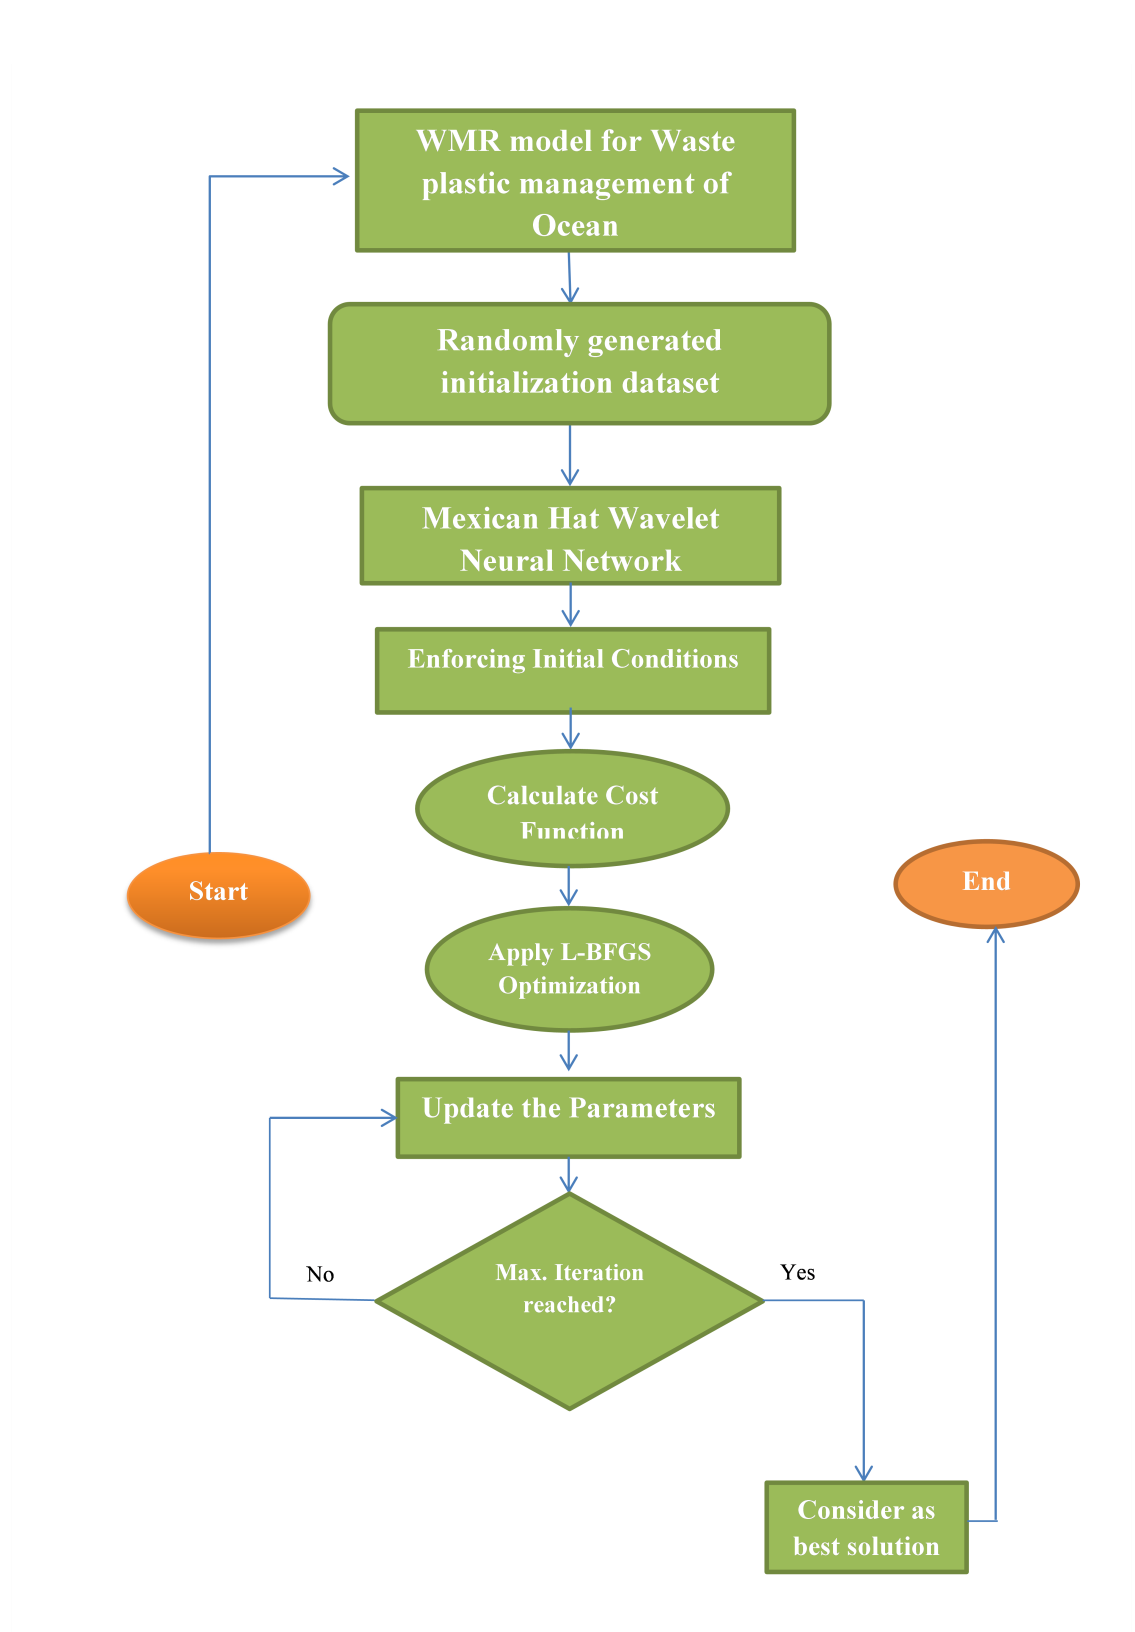 WMR model for Waste
plastic management of
Ocean
Randomly generated
initialization dataset
Mexican Hat Wavelet
Neural Network
Enforcing Initial Conditions
Calculate Cost
Function
Start
End
Apply L-BFGS
Optimization
Update the Parameters
No
Max. Iteration
reached?
Yes
Consider as
best solution